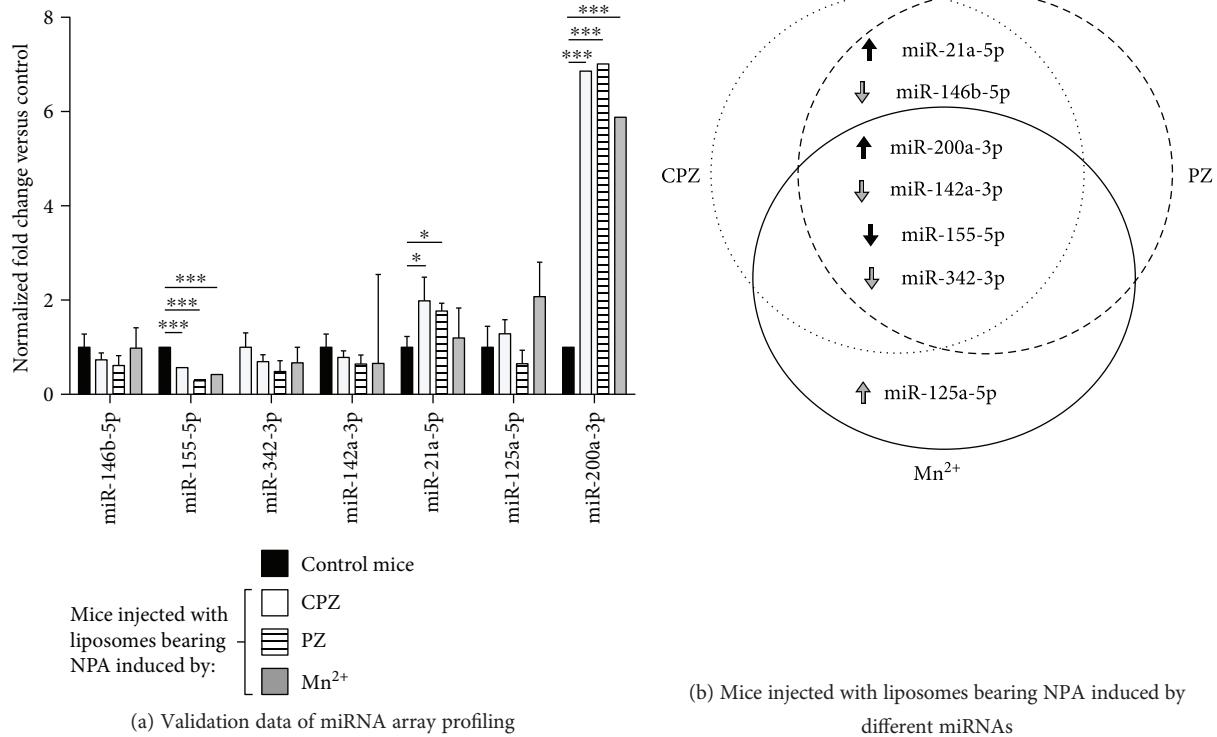 Normalized fold change versus control
8
6
4
2
0
***
***
***
*
*
***
***
***
miR-146b-5p
miR-155-5p
miR-342-3p
miR-142a-3p
miR-21a-5p
miR-125a-5p
miR-200a-3p
Control mice
Mice injected with
liposomes bearing
NPA induced by:
CPZ
PZ
Mn²⁺
(a) Validation data of miRNA array profiling
miR-21a-5p
miR-146b-5p
miR-200a-3p
CPZ
PZ
miR-142a-3p
miR-155-5p
miR-342-3p
miR-125a-5p
Mn²⁺
(b) Mice injected with liposomes bearing NPA induced by
different miRNAs